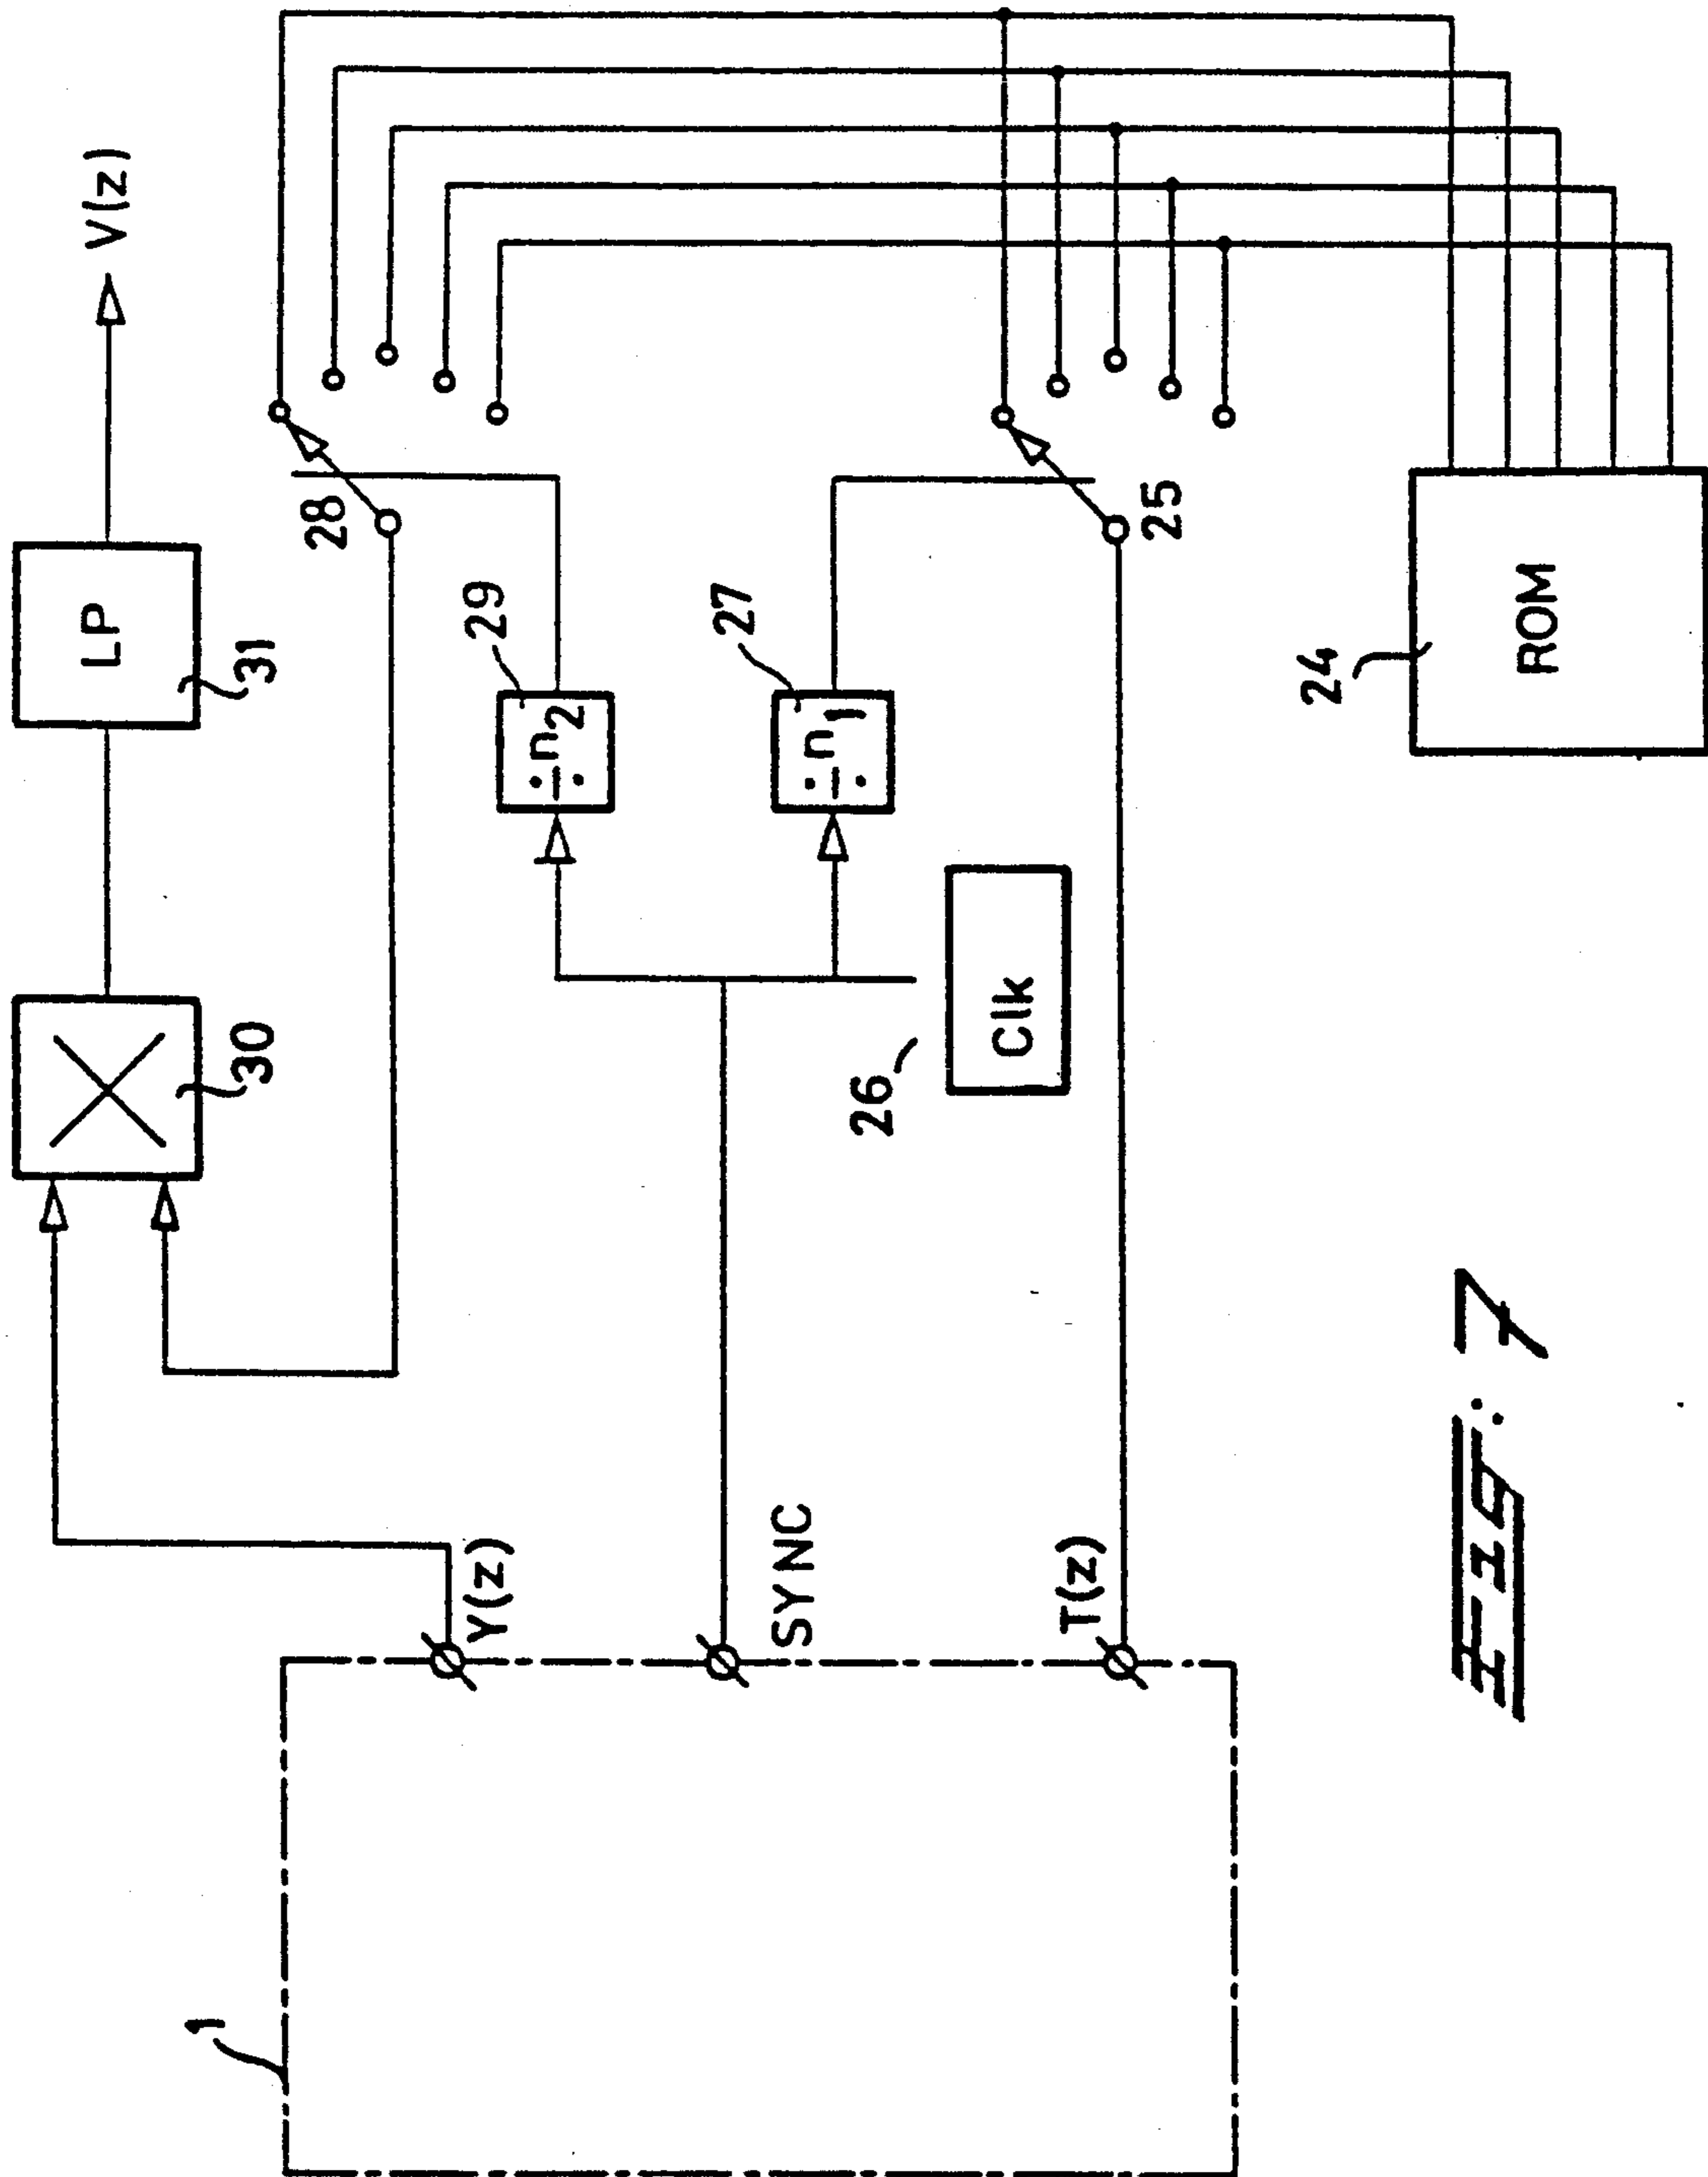 V(z)
LP
31
30
28
÷n2
29
÷n1
27
Clk
26
25
ROM
24
1
Y(z)
SYNC
T(z)
Fig. 7